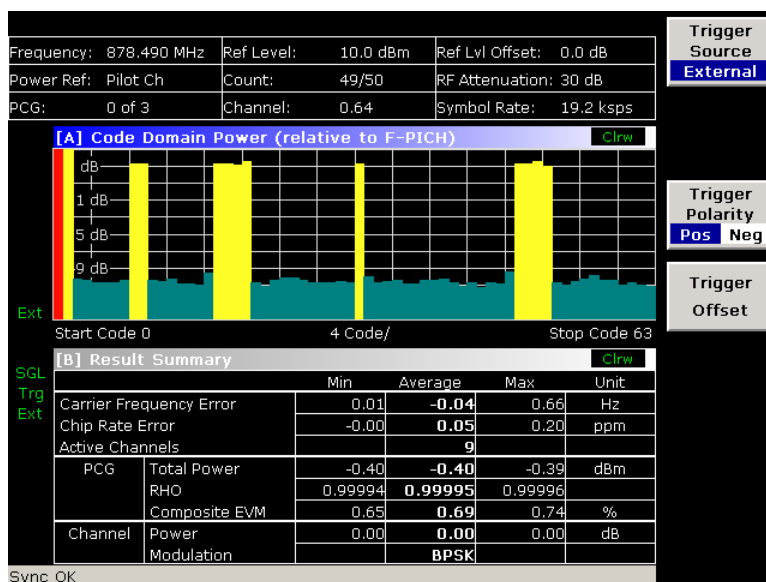 Frequency: 878.490 MHz Ref Level: 10.0 dBm Ref Lvl Offset: 0.0 dB
Power Ref: Pilot Ch Count: 49/50 RF Attenuation: 30 dB
PCG: 0 of 3 Channel: 0.64 Symbol Rate: 19.2 ksps
Trigger
Source
External
[A] Code Domain Power (relative to F-PICH) Clrw
dB
1 dB
5 dB
9 dB
Ext
Start Code 0 4 Code/ Stop Code 63
Trigger
Polarity
Pos Neg
Trigger
Offset
SGL
Trg
Ext
[B] Result Summary Clrw
Min Average Max Unit
Carrier Frequency Error 0.01 -0.04 0.66 Hz
Chip Rate Error -0.00 0.05 0.20 ppm
Active Channels 9
PCG Total Power -0.40 -0.40 -0.39 dBm
RHO 0.99994 0.99995 0.99996
Composite EVM 0.65 0.69 0.74 %
Channel Power 0.00 0.00 0.00 dB
Modulation BPSK
Sync OK